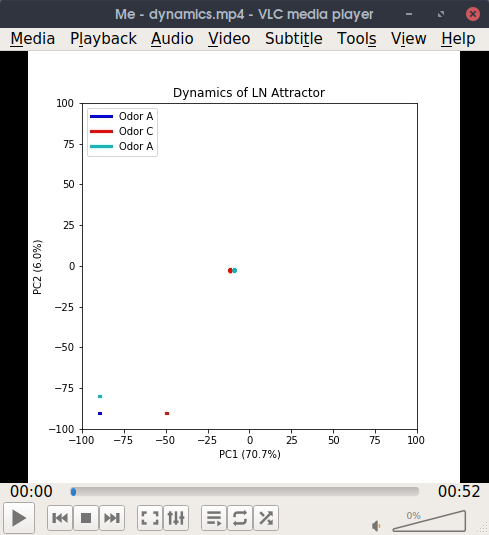 Me - dynamics.mp4 - VLC media player
Media Playback Audio Video Subtitle Tools View Help
Dynamics of LN Attractor
Odor A
Odor C
Odor A
100
75
50
25
0
−25
−50
−75
−100
PC2 (6.0%)
−100 −75 −50 −25 0 25 50 75 100
PC1 (70.7%)
00:00 00:52
0%